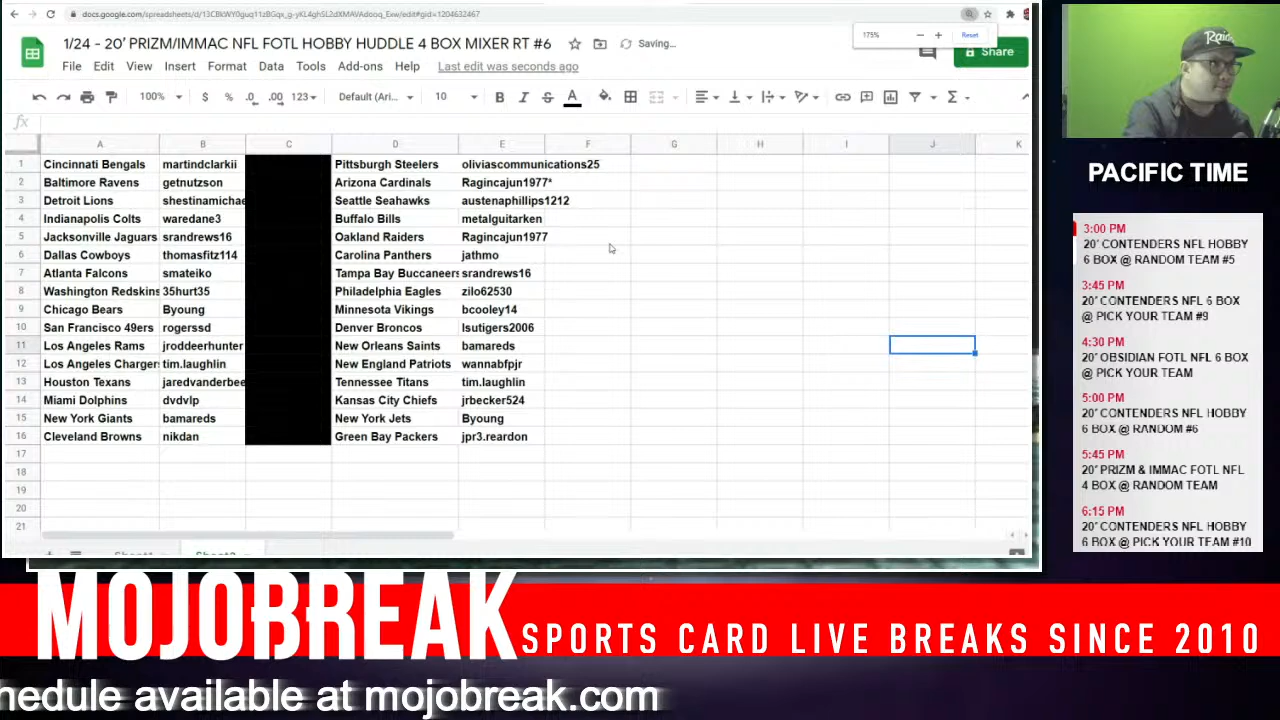 docs.google.com/spreadsheets/d/
1/24 - 20' PRIZM/IMMAC NFL FOTL HOBBY HUDDLE 4 BOX MIXER RT #6
Saving...
175%
Reset
Share
File Edit View Insert Format Data Tools Add-ons Help Last edit was seconds ago
100% $ % .0 .00 123 Default (Ari... 10 B I S A
fx
A B C D E F G H I J K
1 Cincinnati Bengals martindclarkii Pittsburgh Steelers oliviascommunications25
2 Baltimore Ravens getnutzson Arizona Cardinals Ragincajun1977*
3 Detroit Lions shestinamichae Seattle Seahawks austenaphillips1212
4 Indianapolis Colts waredane3 Buffalo Bills metalguitarken
5 Jacksonville Jaguars srandrews16 Oakland Raiders Ragincajun1977
6 Dallas Cowboys thomasfitz114 Carolina Panthers jathmo
7 Atlanta Falcons smateiko Tampa Bay Buccaneers srandrews16
8 Washington Redskins 35hurt35 Philadelphia Eagles zilo62530
9 Chicago Bears Byoung Minnesota Vikings bcooley14
10 San Francisco 49ers rogerssd Denver Broncos lsutigers2006
11 Los Angeles Rams jroddeerhunter New Orleans Saints bamareds
12 Los Angeles Chargers tim.laughlin New England Patriots wannabfpjr
13 Houston Texans jaredvanderbee Tennessee Titans tim.laughlin
14 Miami Dolphins dvdvlp Kansas City Chiefs jrbecker524
15 New York Giants bamareds New York Jets Byoung
16 Cleveland Browns nikdan Green Bay Packers jpr3.reardon
17
18
19
20
21
PACIFIC TIME
3:00 PM
20' CONTENDERS NFL HOBBY
6 BOX @ RANDOM TEAM #5
3:45 PM
20' CONTENDERS NFL 6 BOX
@ PICK YOUR TEAM #9
4:30 PM
20' OBSIDIAN FOTL NFL 6 BOX
@ PICK YOUR TEAM
5:00 PM
20' CONTENDERS NFL HOBBY
6 BOX @ RANDOM #6
5:45 PM
20' PRIZM & IMMAC FOTL NFL
4 BOX @ RANDOM TEAM
6:15 PM
20' CONTENDERS NFL HOBBY
6 BOX @ PICK YOUR TEAM #10
MOJOBREAK
SPORTS CARD LIVE BREAKS SINCE 2010
hedule available at mojobreak.com